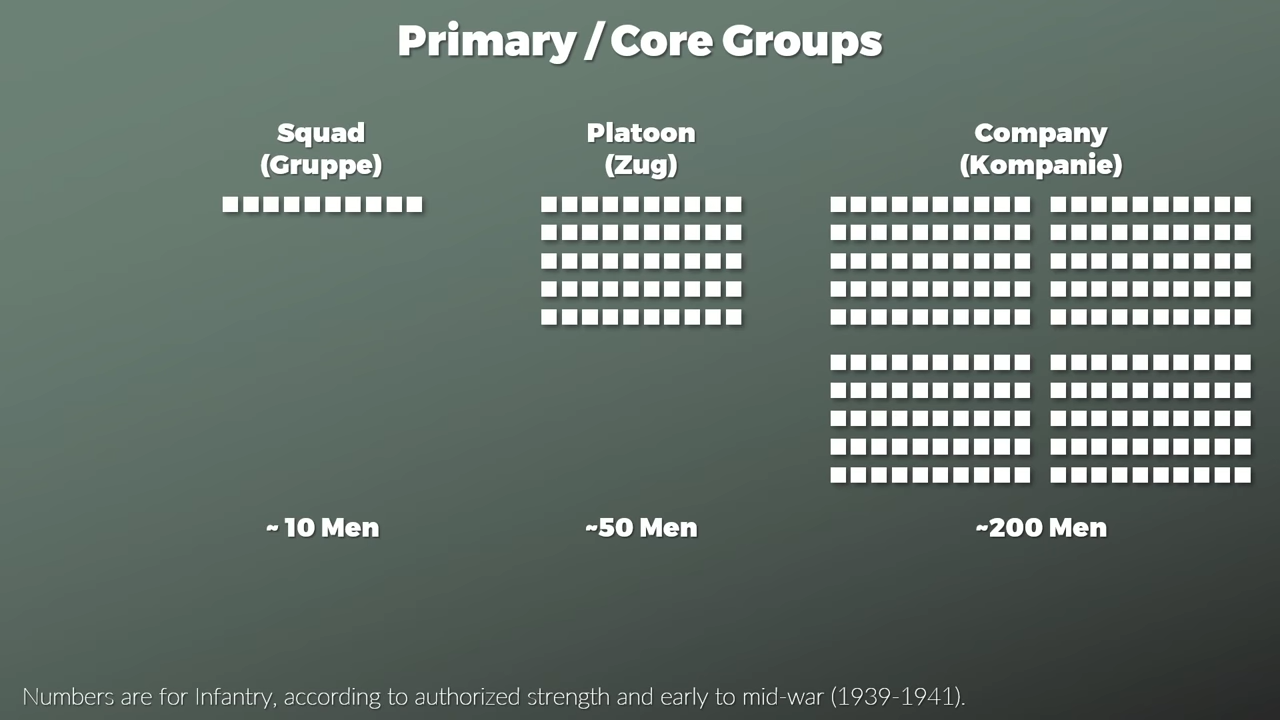 Primary / Core Groups
Squad
(Gruppe)
Platoon
(Zug)
Company
(Kompanie)
~ 10 Men
~50 Men
~200 Men
Numbers are for Infantry, according to authorized strength and early to mid-war (1939-1941).